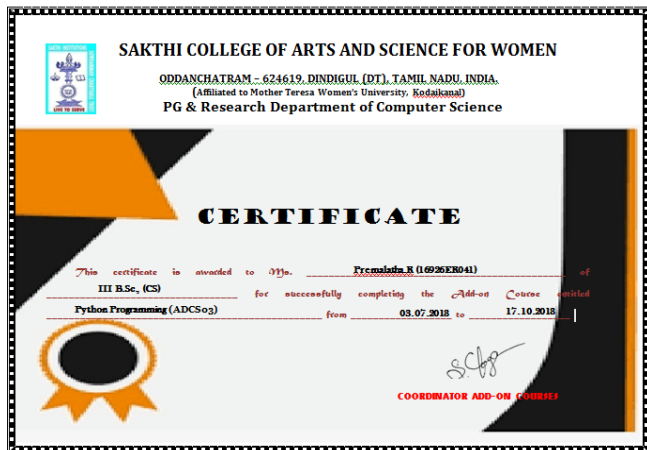 SAKTHI COLLEGE OF ARTS AND SCIENCE FOR WOMEN
ODDANCHATRAM – 624619, DINDIGUL (DT), TAMIL NADU, INDIA.
(Affiliated to Mother Teresa Women's University, Kodaikanal)
PG & Research Department of Computer Science
LIVE TO SERVE
CERTIFICATE
This certificate is awarded to Ms. Premalatha R (16926ER041) of
III B.Sc., (CS) for successfully completing the Add-on Course entitled
Python Programming (ADCS03) from 03.07.2018 to 17.10.2018
COORDINATOR ADD-ON COURSES